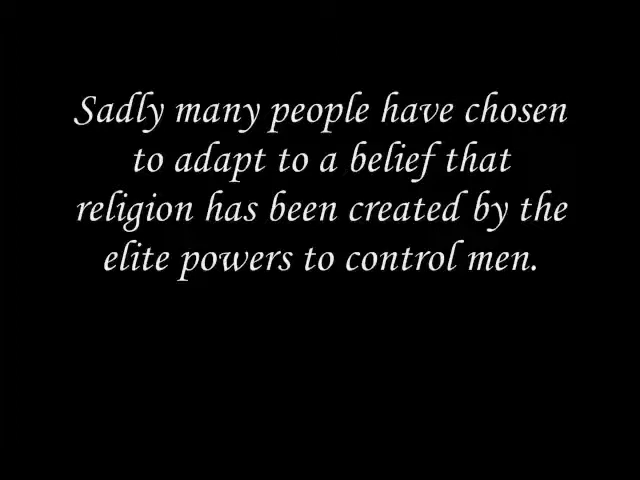 Sadly many people have chosen
to adapt to a belief that
religion has been created by the
elite powers to control men.